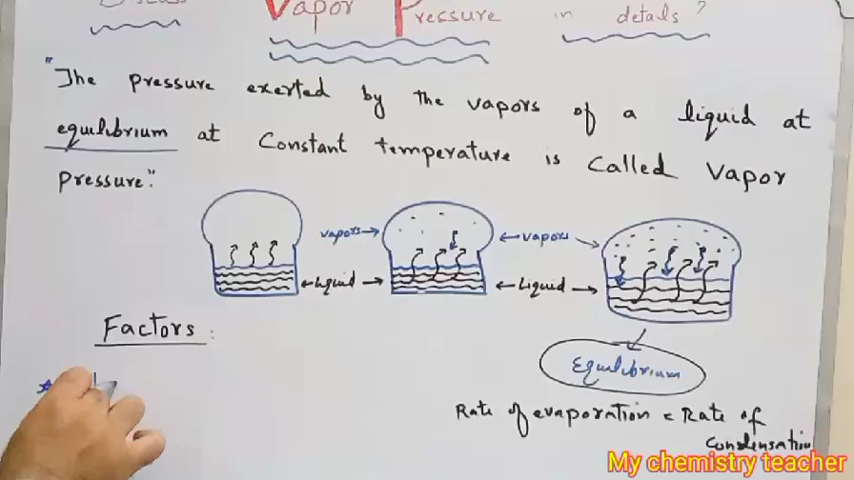 Vapor Pressure in details?
"The pressure exerted by the vapors of a liquid at
equilibrium at Constant temperature is Called Vapor
pressure."
vapors
vapors
Liquid
Liquid
Factors:
Equilibrium
Rate of evaporation = Rate of
Condensation
My chemistry teacher